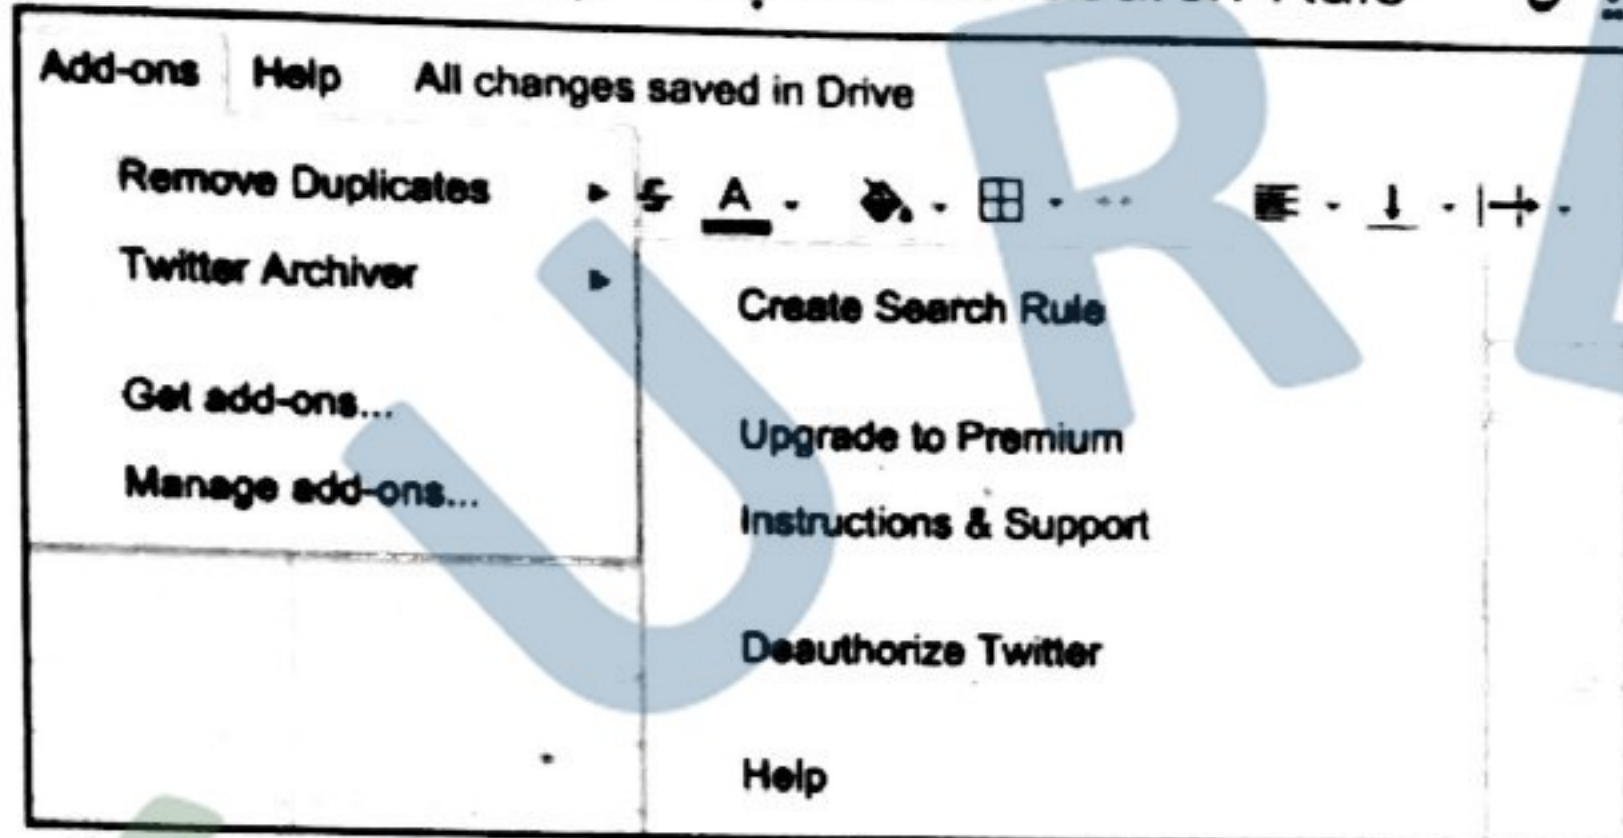 Rule
Add-ons Help All changes saved in Drive
Remove Duplicates
S A
Twitter Archiver
Create Search Rule
Get add-ons...
Upgrade to Premium
Manage add-ons...
Instructions & Support
Deauthorize Twitter
Help
U R